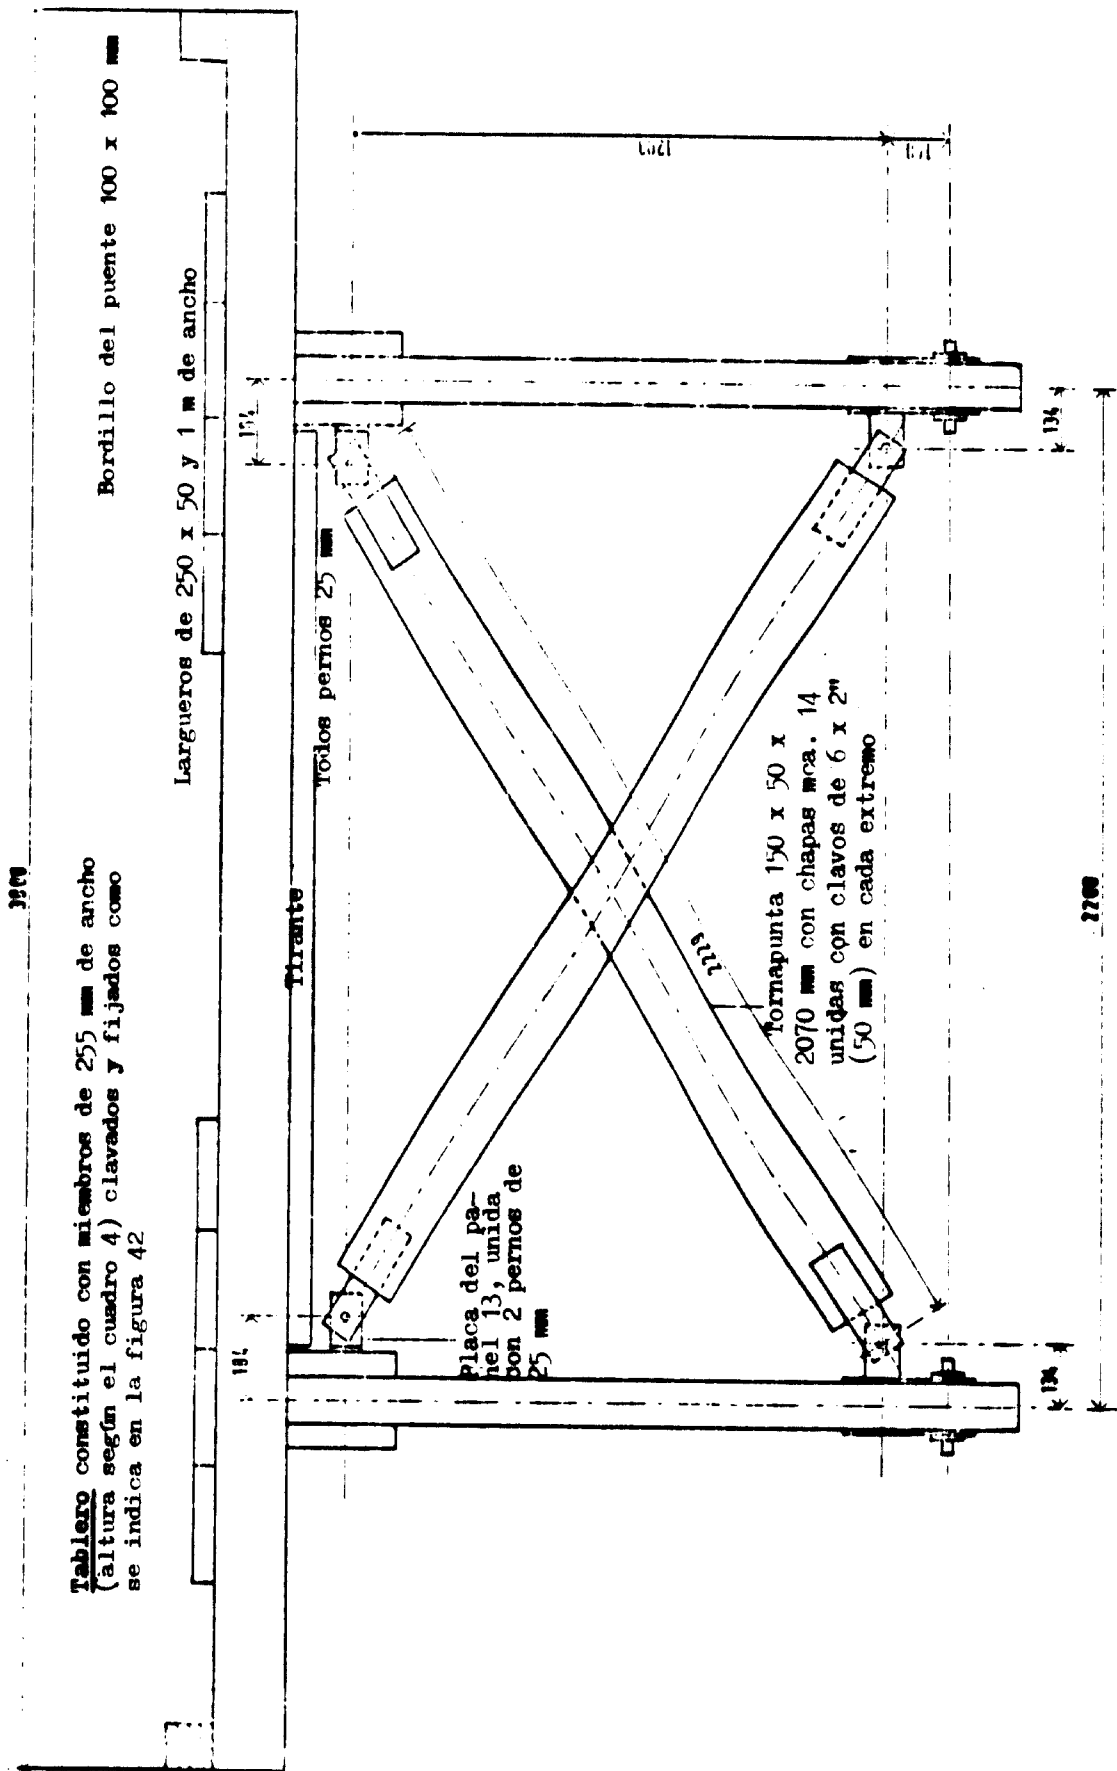 Tablero constituido con miembros de 255 mm de ancho
(altura según el cuadro 4) clavados y fijados como
se indica en la figura 42
Bordillo del puente 100 x 100 mm
Largueros de 250 x 50 y 1 m de ancho
Tirante
Todos pernos 25 mm
Placa del pa-
nel 13, unida
con 2 pernos de
25 mm
Tornapunta 150 x 50 x
2070 mm con chapas mca. 14
unidas con clavos de 6 x 2"
(50 mm) en cada extremo
2229
134
134
2200